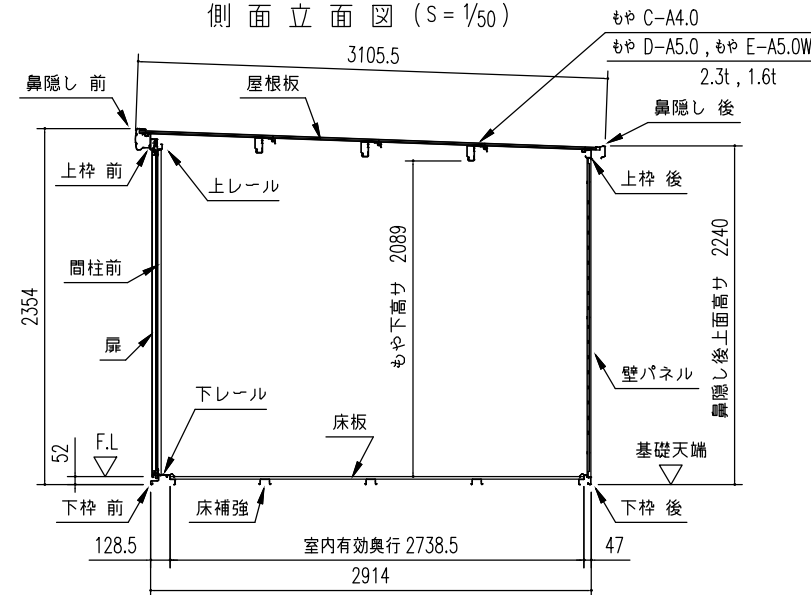 側面立面図 (S = 1/50)
もや C-A4.0
もや D-A5.0 , もや E-A5.0W
2.3t , 1.6t
3105.5
鼻隠し 前
屋根板
鼻隠し 後
上枠 前
上レール
上枠 後
間柱前
もや下高サ 2089
鼻隠し後上面高サ 2240
2354
扉
壁パネル
下レール
床板
52
F.L
基礎天端
下枠 前
床補強
下枠 後
128.5
室内有効奥行 2738.5
47
2914